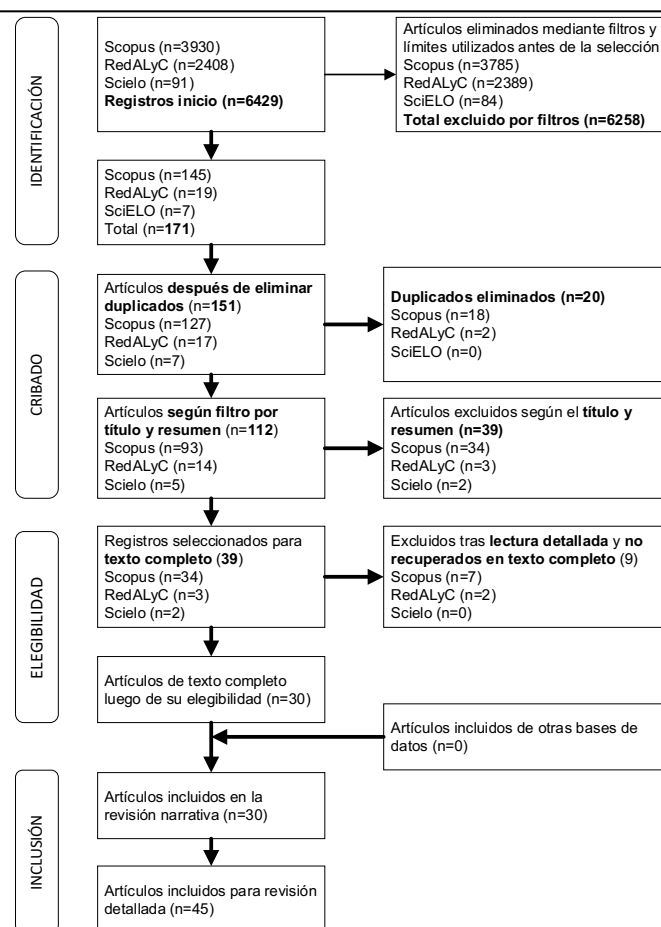 IDENTIFICACIÓN
Scopus (n=3930)
RedALyC (n=2408)
Scielo (n=91)
Registros inicio (n=6429)
Artículos eliminados mediante filtros y
límites utilizados antes de la selección
Scopus (n=3785)
RedALyC (n=2389)
SciELO (n=84)
Total excluido por filtros (n=6258)
Scopus (n=145)
RedALyC (n=19)
SciELO (n=7)
Total (n=171)
CRIBADO
Artículos después de eliminar
duplicados (n=151)
Scopus (n=127)
RedALyC (n=17)
Scielo (n=7)
Duplicados eliminados (n=20)
Scopus (n=18)
RedALyC (n=2)
SciELO (n=0)
Artículos según filtro por
título y resumen (n=112)
Scopus (n=93)
RedALyC (n=14)
Scielo (n=5)
Artículos excluidos según el título y
resumen (n=39)
Scopus (n=34)
RedALyC (n=3)
Scielo (n=2)
ELEGIBILIDAD
Registros seleccionados para
texto completo (39)
Scopus (n=34)
RedALyC (n=3)
Scielo (n=2)
Excluidos tras lectura detallada y no
recuperados en texto completo (9)
Scopus (n=7)
RedALyC (n=2)
Scielo (n=0)
Artículos de texto completo
luego de su elegibilidad (n=30)
Artículos incluidos de otras bases de
datos (n=0)
INCLUSIÓN
Artículos incluidos en la
revisión narrativa (n=30)
Artículos incluidos para revisión
detallada (n=45)